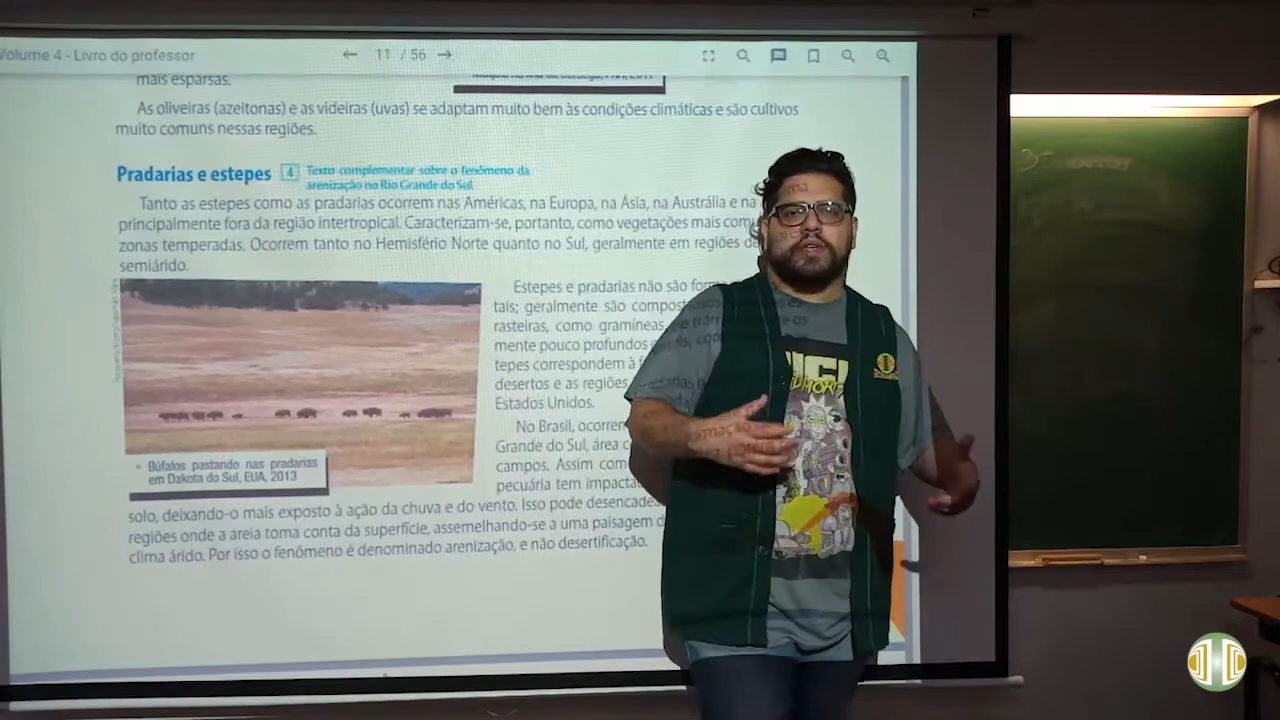 Volume 4 - Livro do professor
11 / 56
mais esparsas.
As oliveiras (azeitonas) e as videiras (uvas) se adaptam muito bem às condições climáticas e são cultivos
muito comuns nessas regiões.
Pradarias e estepes 4 Texto complementar sobre o fenômeno da
arenização no Rio Grande do Sul.
Tanto as estepes como as pradarias ocorrem nas Américas, na Europa, na Ásia, na Austrália e na
principalmente fora da região intertropical. Caracterizam-se, portanto, como vegetações mais
zonas temperadas. Ocorrem tanto no Hemisfério Norte quanto no Sul, geralmente em regiões
semiárido.
Estepes e pradarias não são
tais; geralmente são
rasteiras, como gramíneas,
mente pouco profundos
tepes correspondem à
desertos e as regiões
Estados Unidos.
No Brasil,
Grande do Sul, área
campos. Assim
pecuária tem
Búfalos pastando nas pradarias
em Dakota do Sul, EUA, 2013
solo, deixando-o mais exposto à ação da chuva e do vento. Isso pode
regiões onde a areia toma conta da superfície, assemelhando-se a uma paisagem
clima árido. Por isso o fenômeno é denominado arenização, e não desertificação.